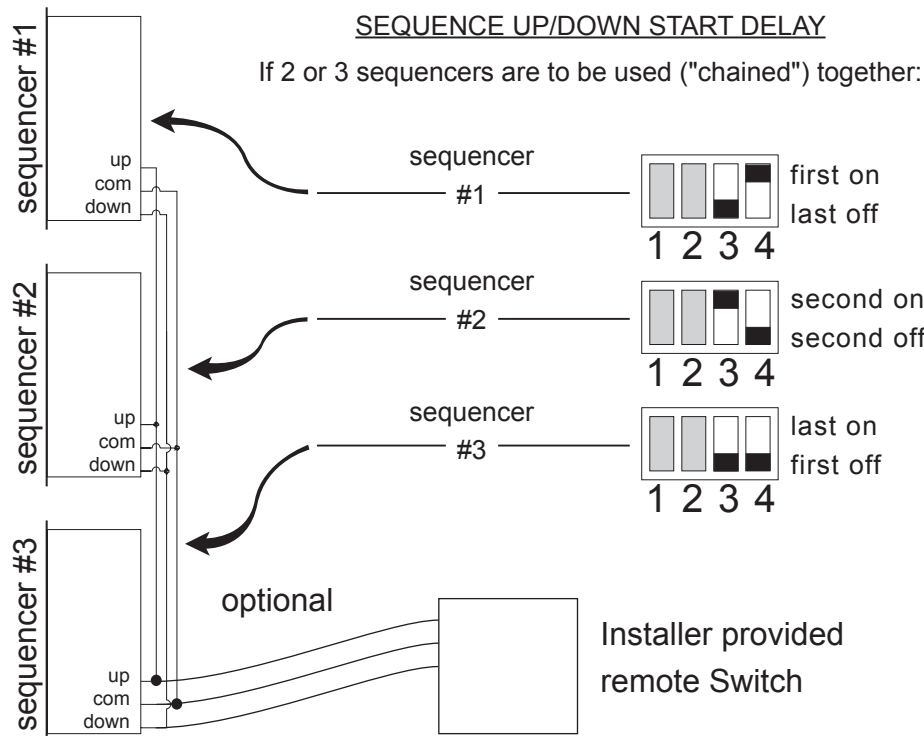 SEQUENCE UP/DOWN START DELAY
If 2 or 3 sequencers are to be used ("chained") together:
sequencer #1
up
com
down
sequencer
#1
first on
last off
1 2 3 4
sequencer #2
up
com
down
sequencer
#2
second on
second off
1 2 3 4
sequencer
#3
last on
first off
1 2 3 4
sequencer #3
up
com
down
optional
Installer provided
remote Switch